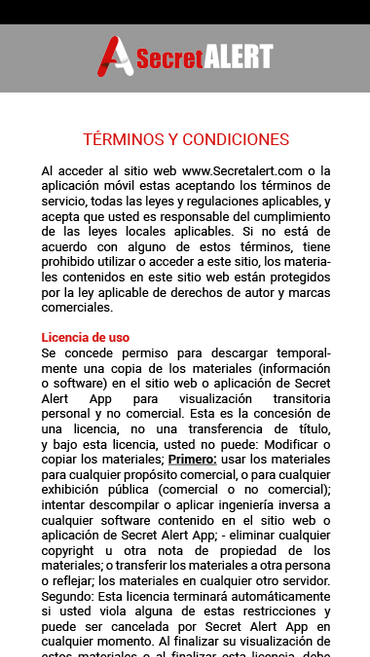 SecretALERT
TÉRMINOS Y CONDICIONES
Al acceder al sitio web www.Secretalert.com o la
aplicación móvil estas aceptando los términos de
servicio, todas las leyes y regulaciones aplicables, y
acepta que usted es responsable del cumplimiento
de las leyes locales aplicables. Si no está de
acuerdo con alguno de estos términos, tiene
prohibido utilizar o acceder a este sitio, los materia-
les contenidos en este sitio web están protegidos
por la ley aplicable de derechos de autor y marcas
comerciales.
Licencia de uso
Se concede permiso para descargar temporal-
mente una copia de los materiales (información
o software) en el sitio web o aplicación de Secret
Alert App para visualización transitoria
personal y no comercial. Esta es la concesión de
una licencia, no una transferencia de título,
y bajo esta licencia, usted no puede: Modificar o
copiar los materiales; Primero: usar los materiales
para cualquier propósito comercial, o para cualquier
exhibición pública (comercial o no comercial);
intentar descompilar o aplicar ingeniería inversa a
cualquier software contenido en el sitio web o
aplicación de Secret Alert App; - eliminar cualquier
copyright u otra nota de propiedad de los
materiales; o transferir los materiales a otra persona
o reflejar; los materiales en cualquier otro servidor.
Segundo: Esta licencia terminará automáticamente
si usted viola alguna de estas restricciones y
puede ser cancelada por Secret Alert App en
cualquier momento. Al finalizar su visualización de
estos materiales o al finalizar esta licencia, debe